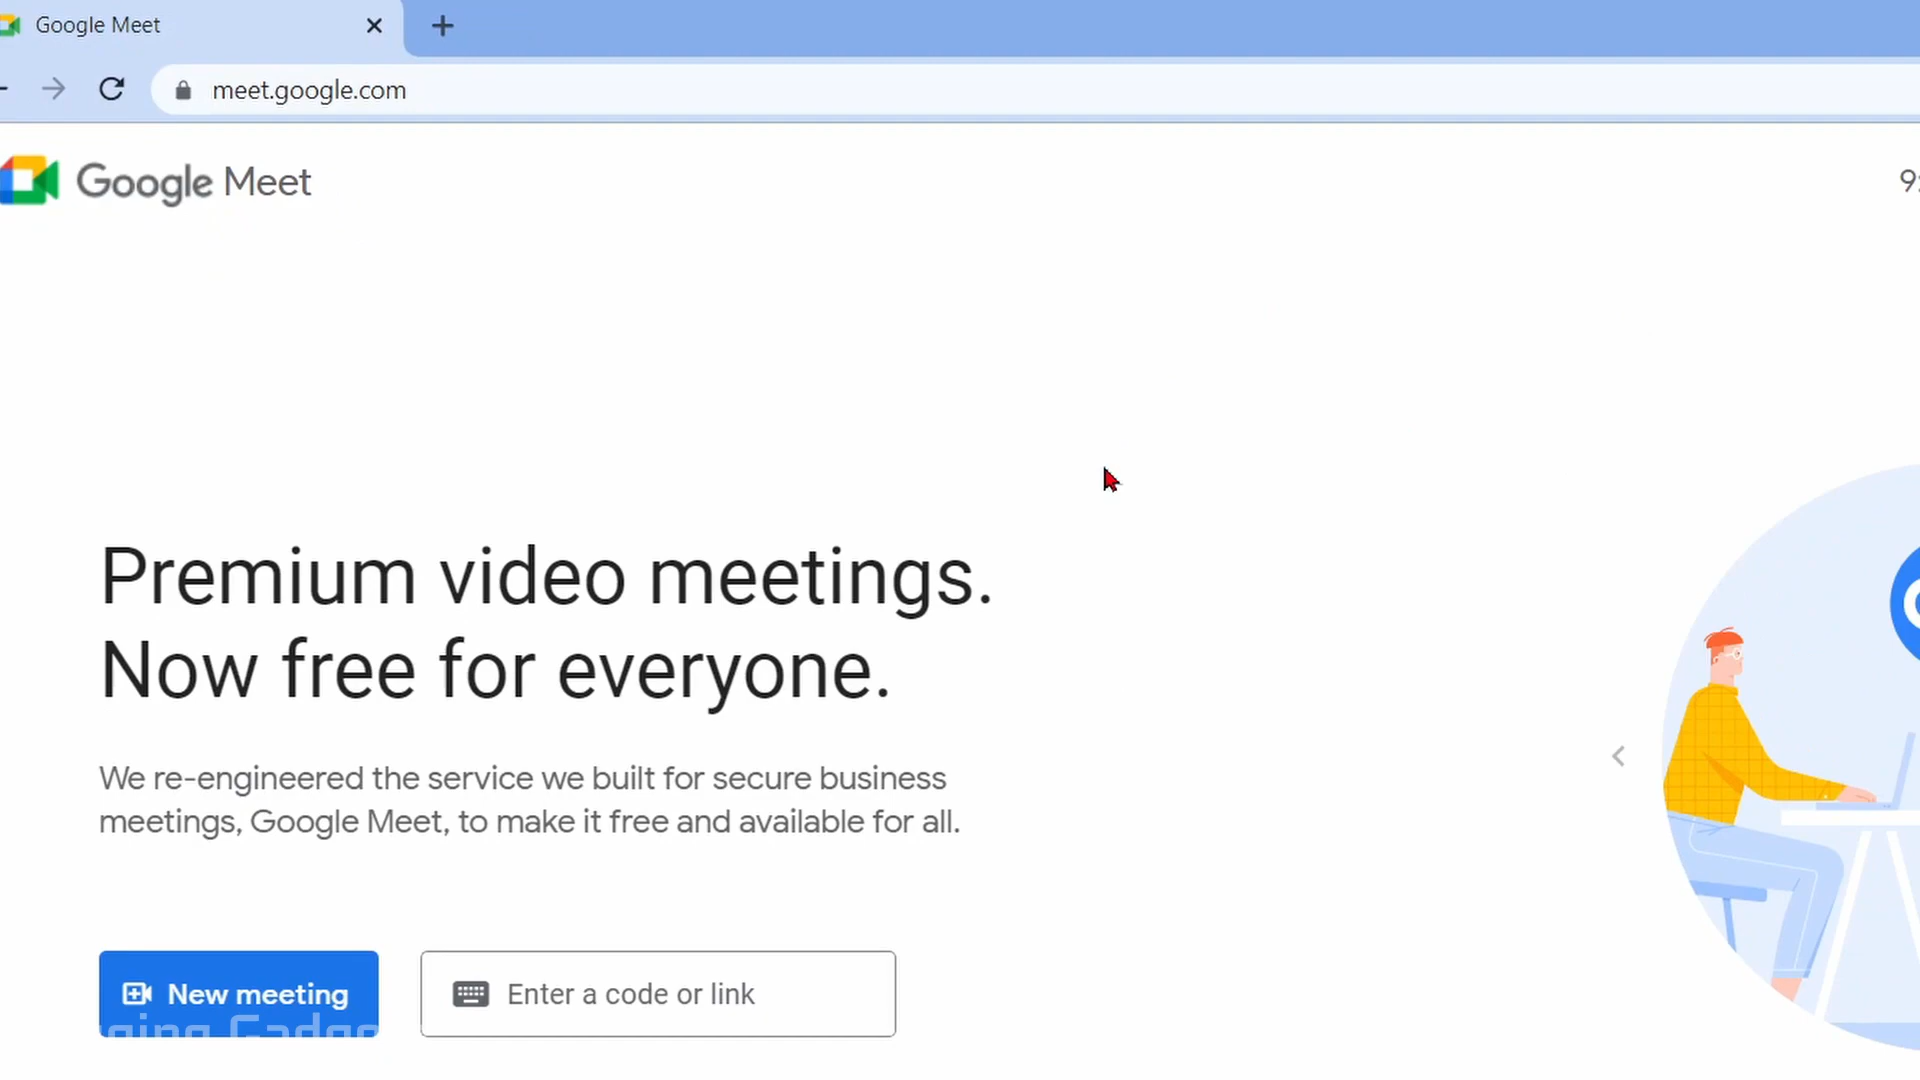 Google Meet
meet.google.com
Google Meet
Premium video meetings.
Now free for everyone.
We re-engineered the service we built for secure business
meetings, Google Meet, to make it free and available for all.
New meeting
Enter a code or link